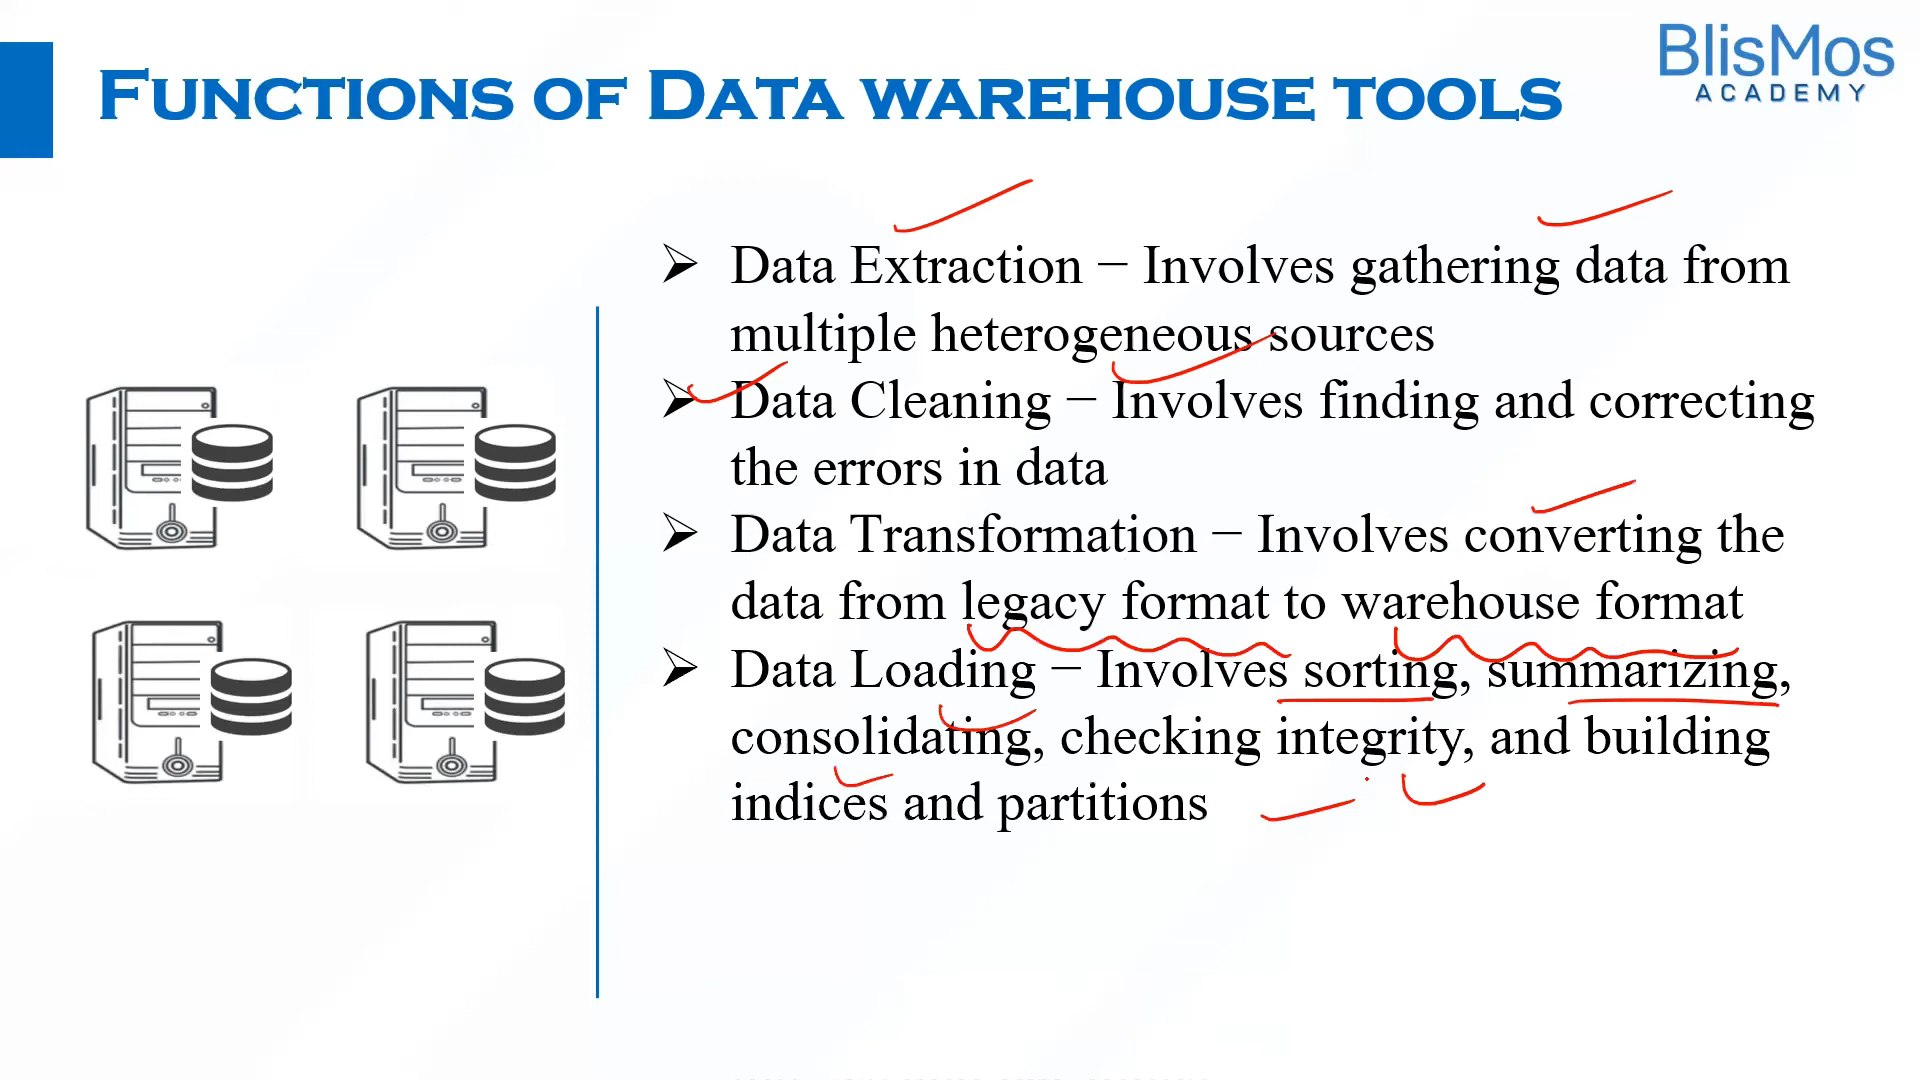 BlisMos
ACADEMY
FUNCTIONS OF DATA WAREHOUSE TOOLS
➢ Data Extraction − Involves gathering data from
multiple heterogeneous sources
➢ Data Cleaning − Involves finding and correcting
the errors in data
➢ Data Transformation − Involves converting the
data from legacy format to warehouse format
➢ Data Loading − Involves sorting, summarizing,
consolidating, checking integrity, and building
indices and partitions